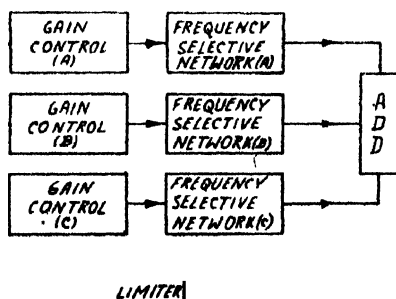 GAIN
CONTROL
(A)
FREQUENCY
SELECTIVE
NETWORK(A)
GAIN
CONTROL
(B)
FREQUENCY
SELECTIVE
NETWORK(B)
GAIN
CONTROL
(C)
FREQUENCY
SELECTIVE
NETWORK(C)
A
D
D
LIMITER